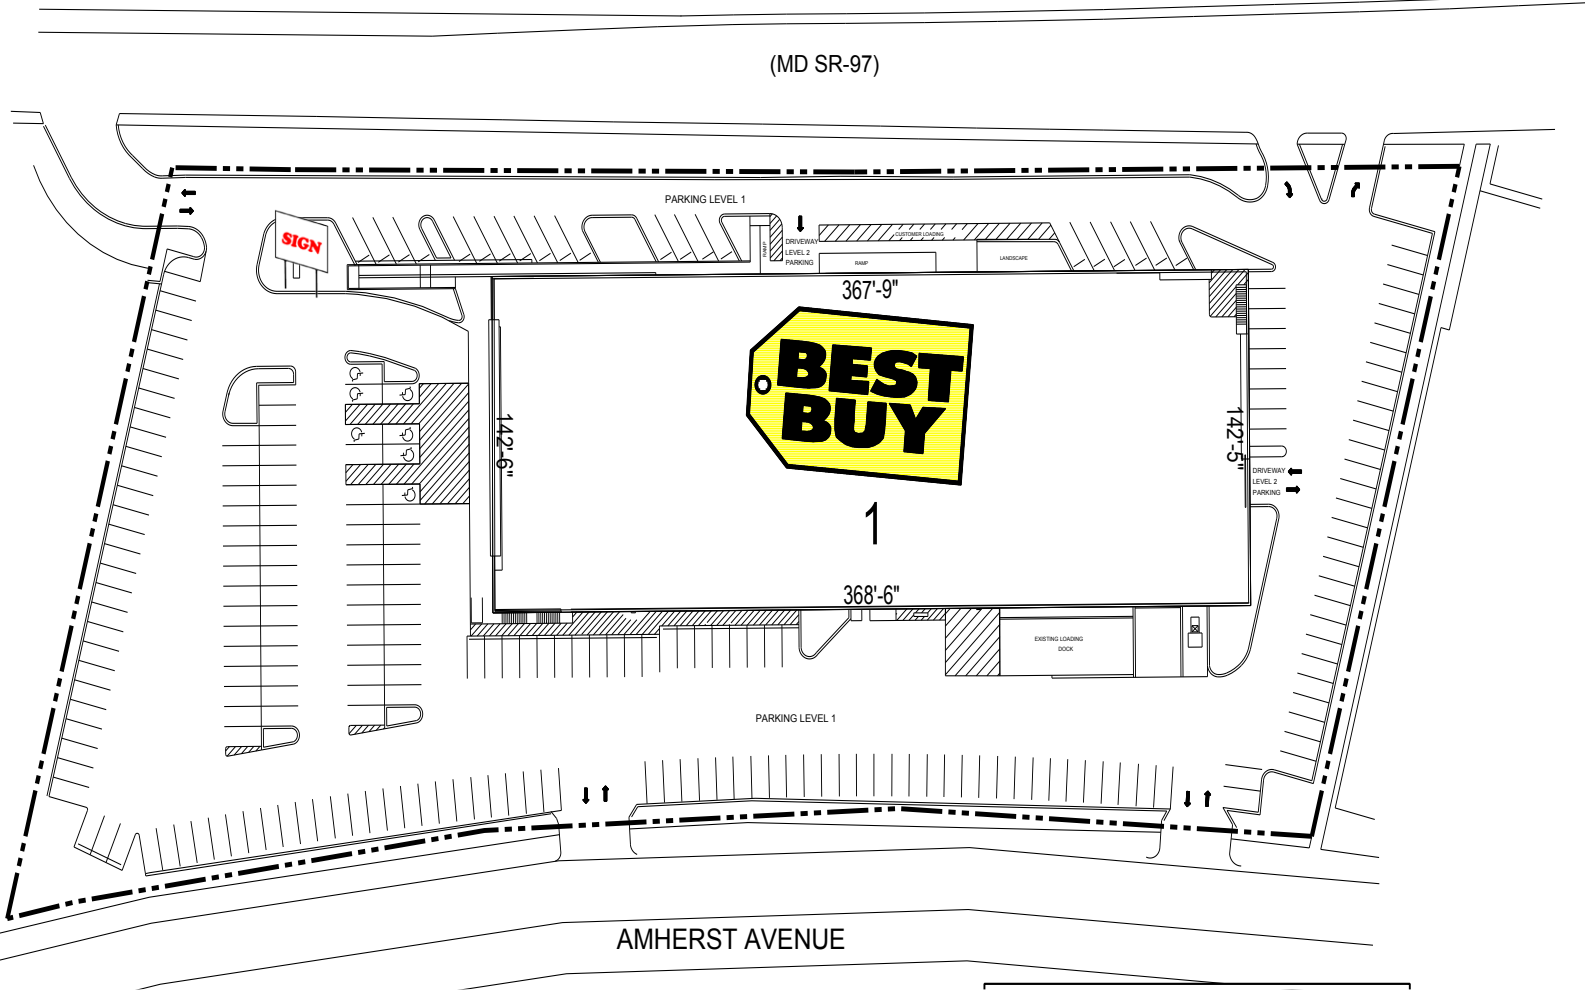 (MD SR-97)
PARKING LEVEL 1
SIGN
RAMP
DRIVEWAY
LEVEL 2
PARKING
CUSTOMER LOADING
RAMP
LANDSCAPE
367'-9"
BEST
BUY
142'-6"
142'-5"
DRIVEWAY
LEVEL 2
PARKING
1
368'-6"
EXISTING LOADING
DOCK
PARKING LEVEL 1
AMHERST AVENUE